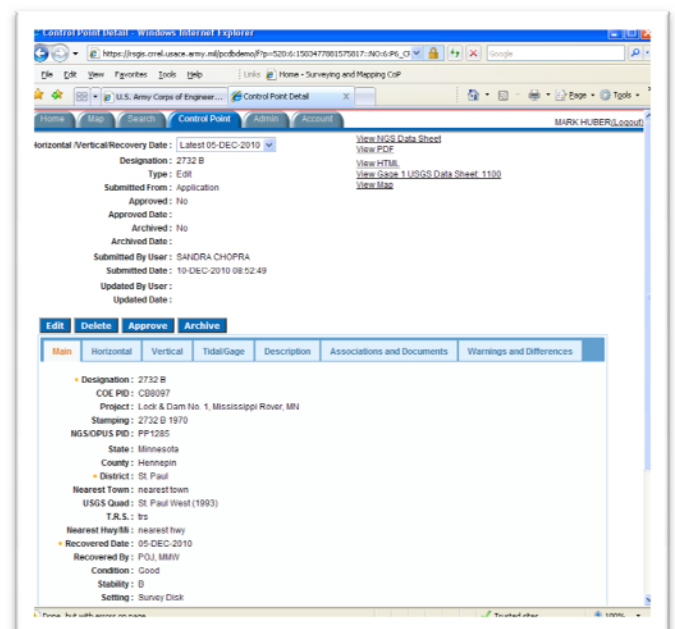 Control Point Detail - Windows Internet Explorer
https://rsgis.crrel.usace.army.mil/pcdbdemo/f?p=520:6:1503477881575817::NO:6:P6_
Google
File Edit View Favorites Tools Help Links Home - Surveying and Mapping CoP
U.S. Army Corps of Engineer... Control Point Detail X Page Tools
Home Map Search Control Point Admin Account MARK HUBER(Logout)
Horizontal /Vertical/Recovery Date : Latest 05-DEC-2010
View NGS Data Sheet
View PDF
View HTML
View Gage 1 USGS Data Sheet: 1100
View Map
Designation : 2732 B
Type : Edit
Submitted From : Application
Approved : No
Approved Date :
Archived : No
Archived Date :
Submitted By User : SANDRA CHOPRA
Submitted Date : 10-DEC-2010 08:52:49
Updated By User :
Updated Date :
Edit Delete Approve Archive
Main Horizontal Vertical Tidal/Gage Description Associations and Documents Warnings and Differences
Designation : 2732 B
COE PID : CB8097
Project : Lock & Dam No. 1, Mississippi Rover, MN
Stamping : 2732 B 1970
NGS/OPUS PID : PP1285
State : Minnesota
County : Hennepin
District : St. Paul
Nearest Town : nearest town
USGS Quad : St. Paul West (1993)
T.R.S. : trs
Nearest Hwy/Mi : nearest hwy
Recovered Date : 05-DEC-2010
Recovered By : POJ, MMW
Condition : Good
Stability : B
Setting : Survey Disk
Done, but with errors on page. Trusted sites 100%